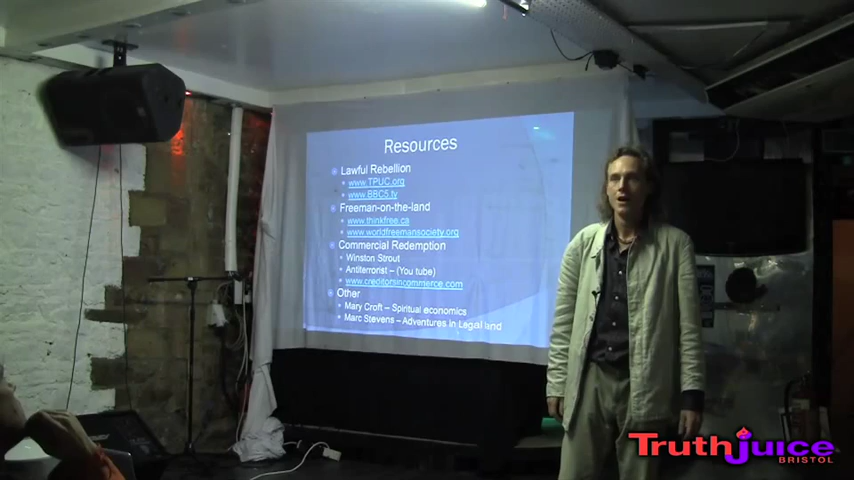 Resources
Lawful Rebellion
www.TPUC.org
www.BBC5.tv
Freeman-on-the-land
www.thinkfree.ca
www.worldfreemansociety.org
Commercial Redemption
Winston Strout
Antiterrorist – (You tube)
www.creditorsincommerce.com
Other
Mary Croft – Spiritual economics
Marc Stevens – Adventures in Legal land
Truthjuice
BRISTOL